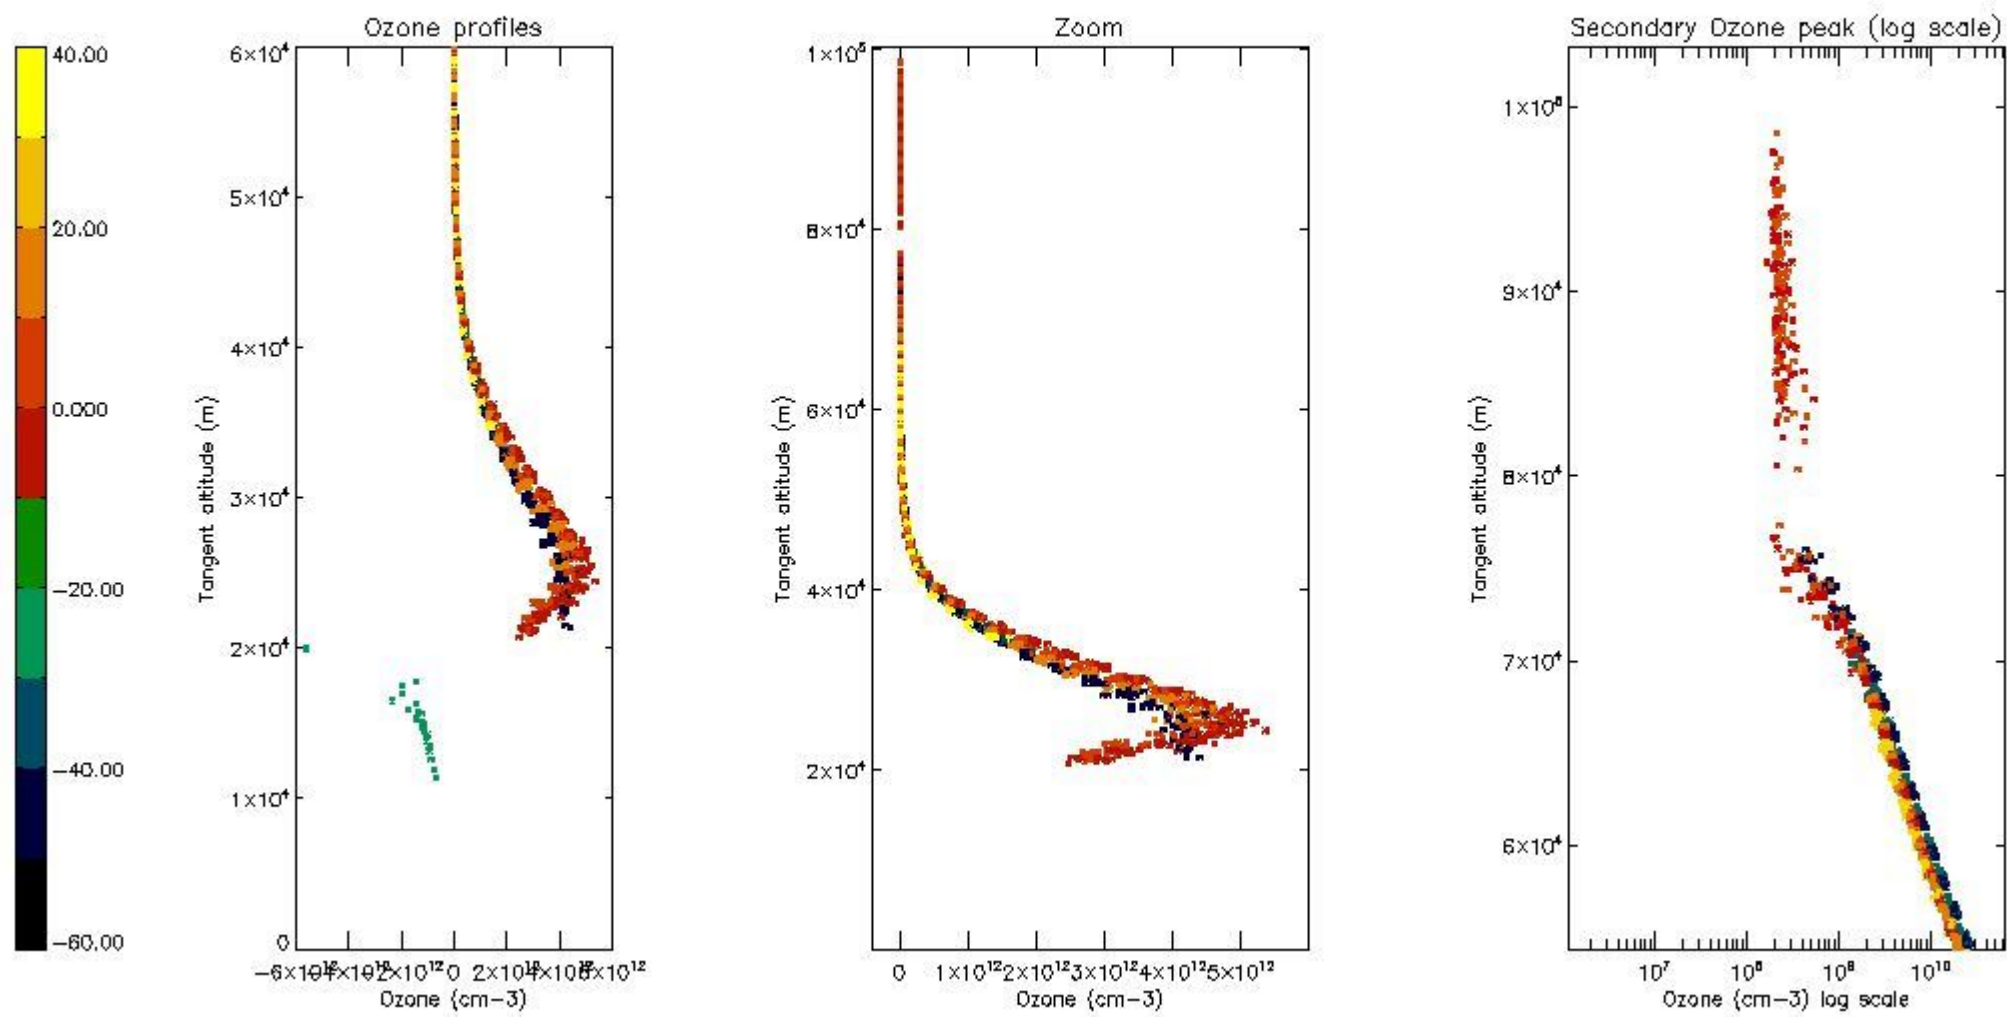 Ozone profiles
Zoom
Secondary Ozone peak (log scale)
40.00
20.00
0.000
−20.00
−40.00
−60.00
6×10⁴
5×10⁴
4×10⁴
3×10⁴
2×10⁴
1×10⁴
0
Tangent altitude (m)
0 2×10¹²
Ozone (cm−3)
1×10⁵
8×10⁴
6×10⁴
4×10⁴
2×10⁴
Tangent altitude (m)
0 1×10¹² 2×10¹² 3×10¹² 4×10¹² 5×10¹²
Ozone (cm−3)
9×10⁴
8×10⁴
7×10⁴
6×10⁴
Tangent altitude (m)
10⁷ 10⁸ 10⁹ 10¹⁰
Ozone (cm−3) log scale